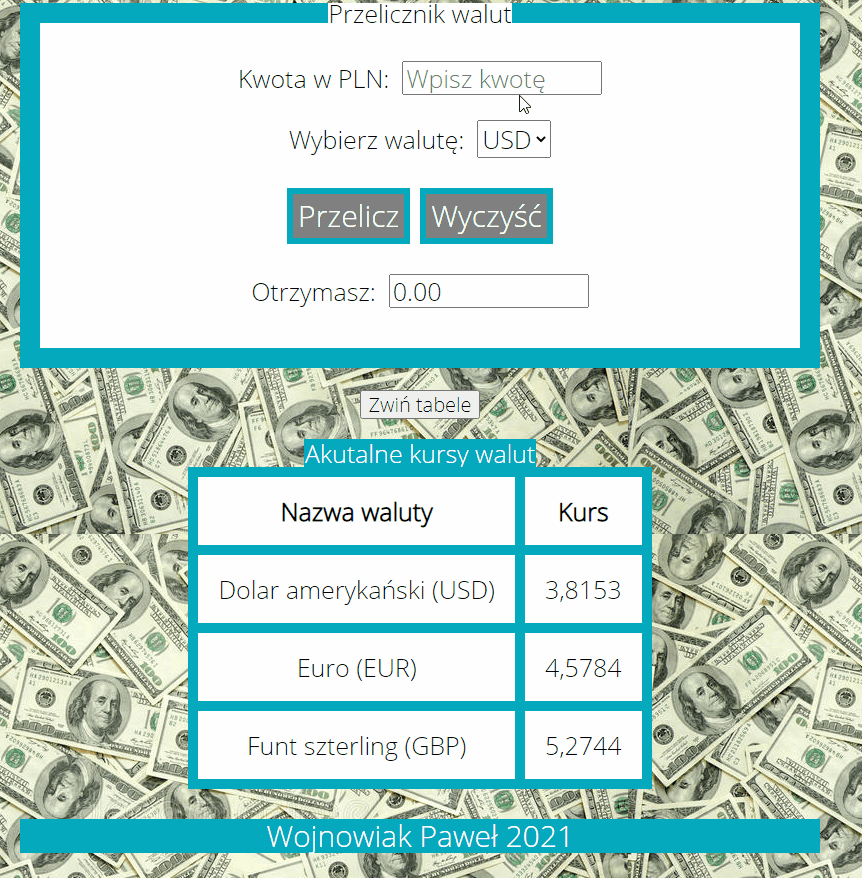 Przelicznik walut
Kwota w PLN: Wpisz kwotę
Wybierz walutę: USD
Przelicz Wyczyść
Otrzymasz: 0.00
Zwiń tabele
Akutalne kursy walut
Nazwa waluty Kurs
Dolar amerykański (USD) 3,8153
Euro (EUR) 4,5784
Funt szterling (GBP) 5,2744
Wojnowiak Paweł 2021